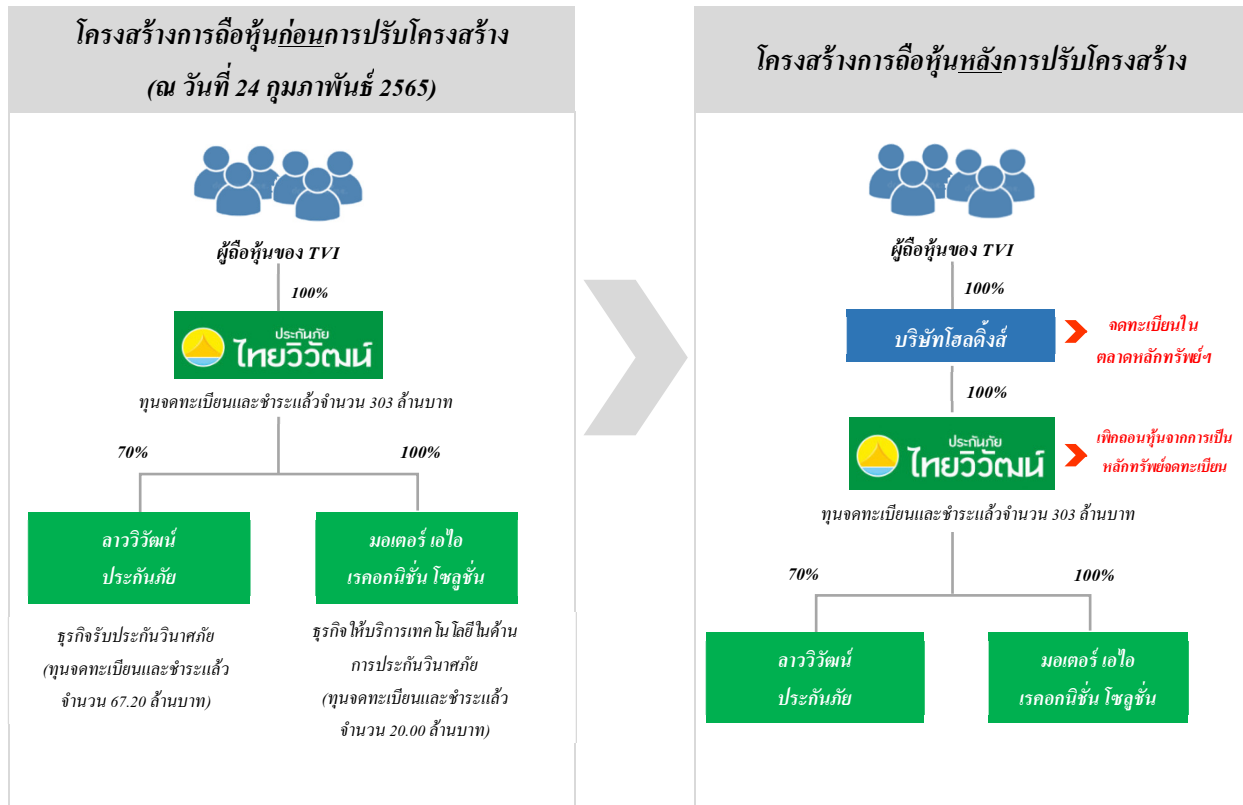 โครงสร้างการถือหุ้นก่อนการปรับโครงสร้าง
(ณ วันที่ 24 กุมภาพันธ์ 2565)
ผู้ถือหุ้นของ TVI
100%
ประกันภัย
ไทยวิวัฒน์
ทุนจดทะเบียนและชำระแล้วจำนวน 303 ล้านบาท
70%
100%
ลาววิวัฒน์
ประกันภัย
มอเตอร์ เอไอ
เรคอกนิชั่น โซลูชั่น
ธุรกิจรับประกันวินาศภัย
(ทุนจดทะเบียนและชำระแล้ว
จำนวน 67.20 ล้านบาท)
ธุรกิจให้บริการเทคโนโลยีในด้าน
การประกันวินาศภัย
(ทุนจดทะเบียนและชำระแล้ว
จำนวน 20.00 ล้านบาท)
โครงสร้างการถือหุ้นหลังการปรับโครงสร้าง
ผู้ถือหุ้นของ TVI
100%
บริษัทโฮลดิ้งส์
จดทะเบียนใน
ตลาดหลักทรัพย์ฯ
100%
ประกันภัย
ไทยวิวัฒน์
เพิกถอนหุ้นจากการเป็น
หลักทรัพย์จดทะเบียน
ทุนจดทะเบียนและชำระแล้วจำนวน 303 ล้านบาท
70%
100%
ลาววิวัฒน์
ประกันภัย
มอเตอร์ เอไอ
เรคอกนิชั่น โซลูชั่น